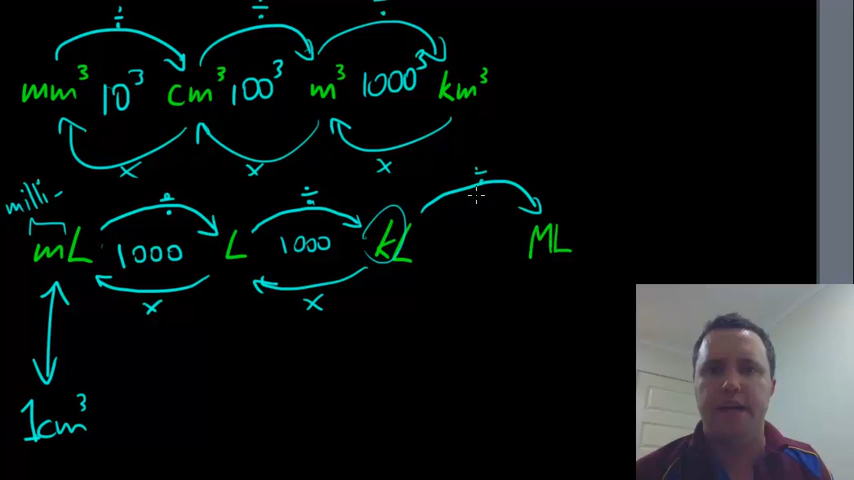 ÷ ÷ ÷
mm³ 10³ cm³ 100³ m³ 1000³ km³
x x x
milli-
÷ ÷ ÷
mL 1000 L 1000 kL ML
x x
1cm³